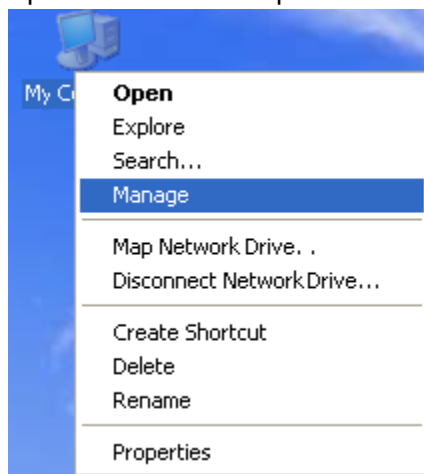 My C
Open
Explore
Search...
Manage
Map Network Drive. .
Disconnect Network Drive...
Create Shortcut
Delete
Rename
Properties